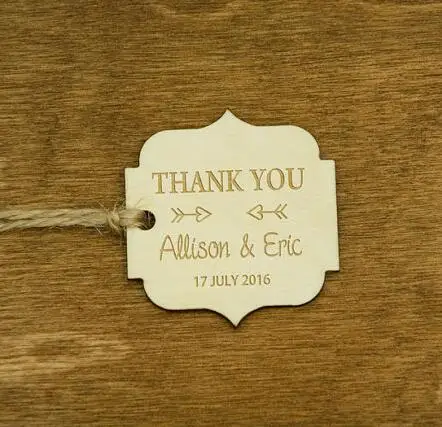 THANK YOU
Allison & Eric
17 JULY 2016